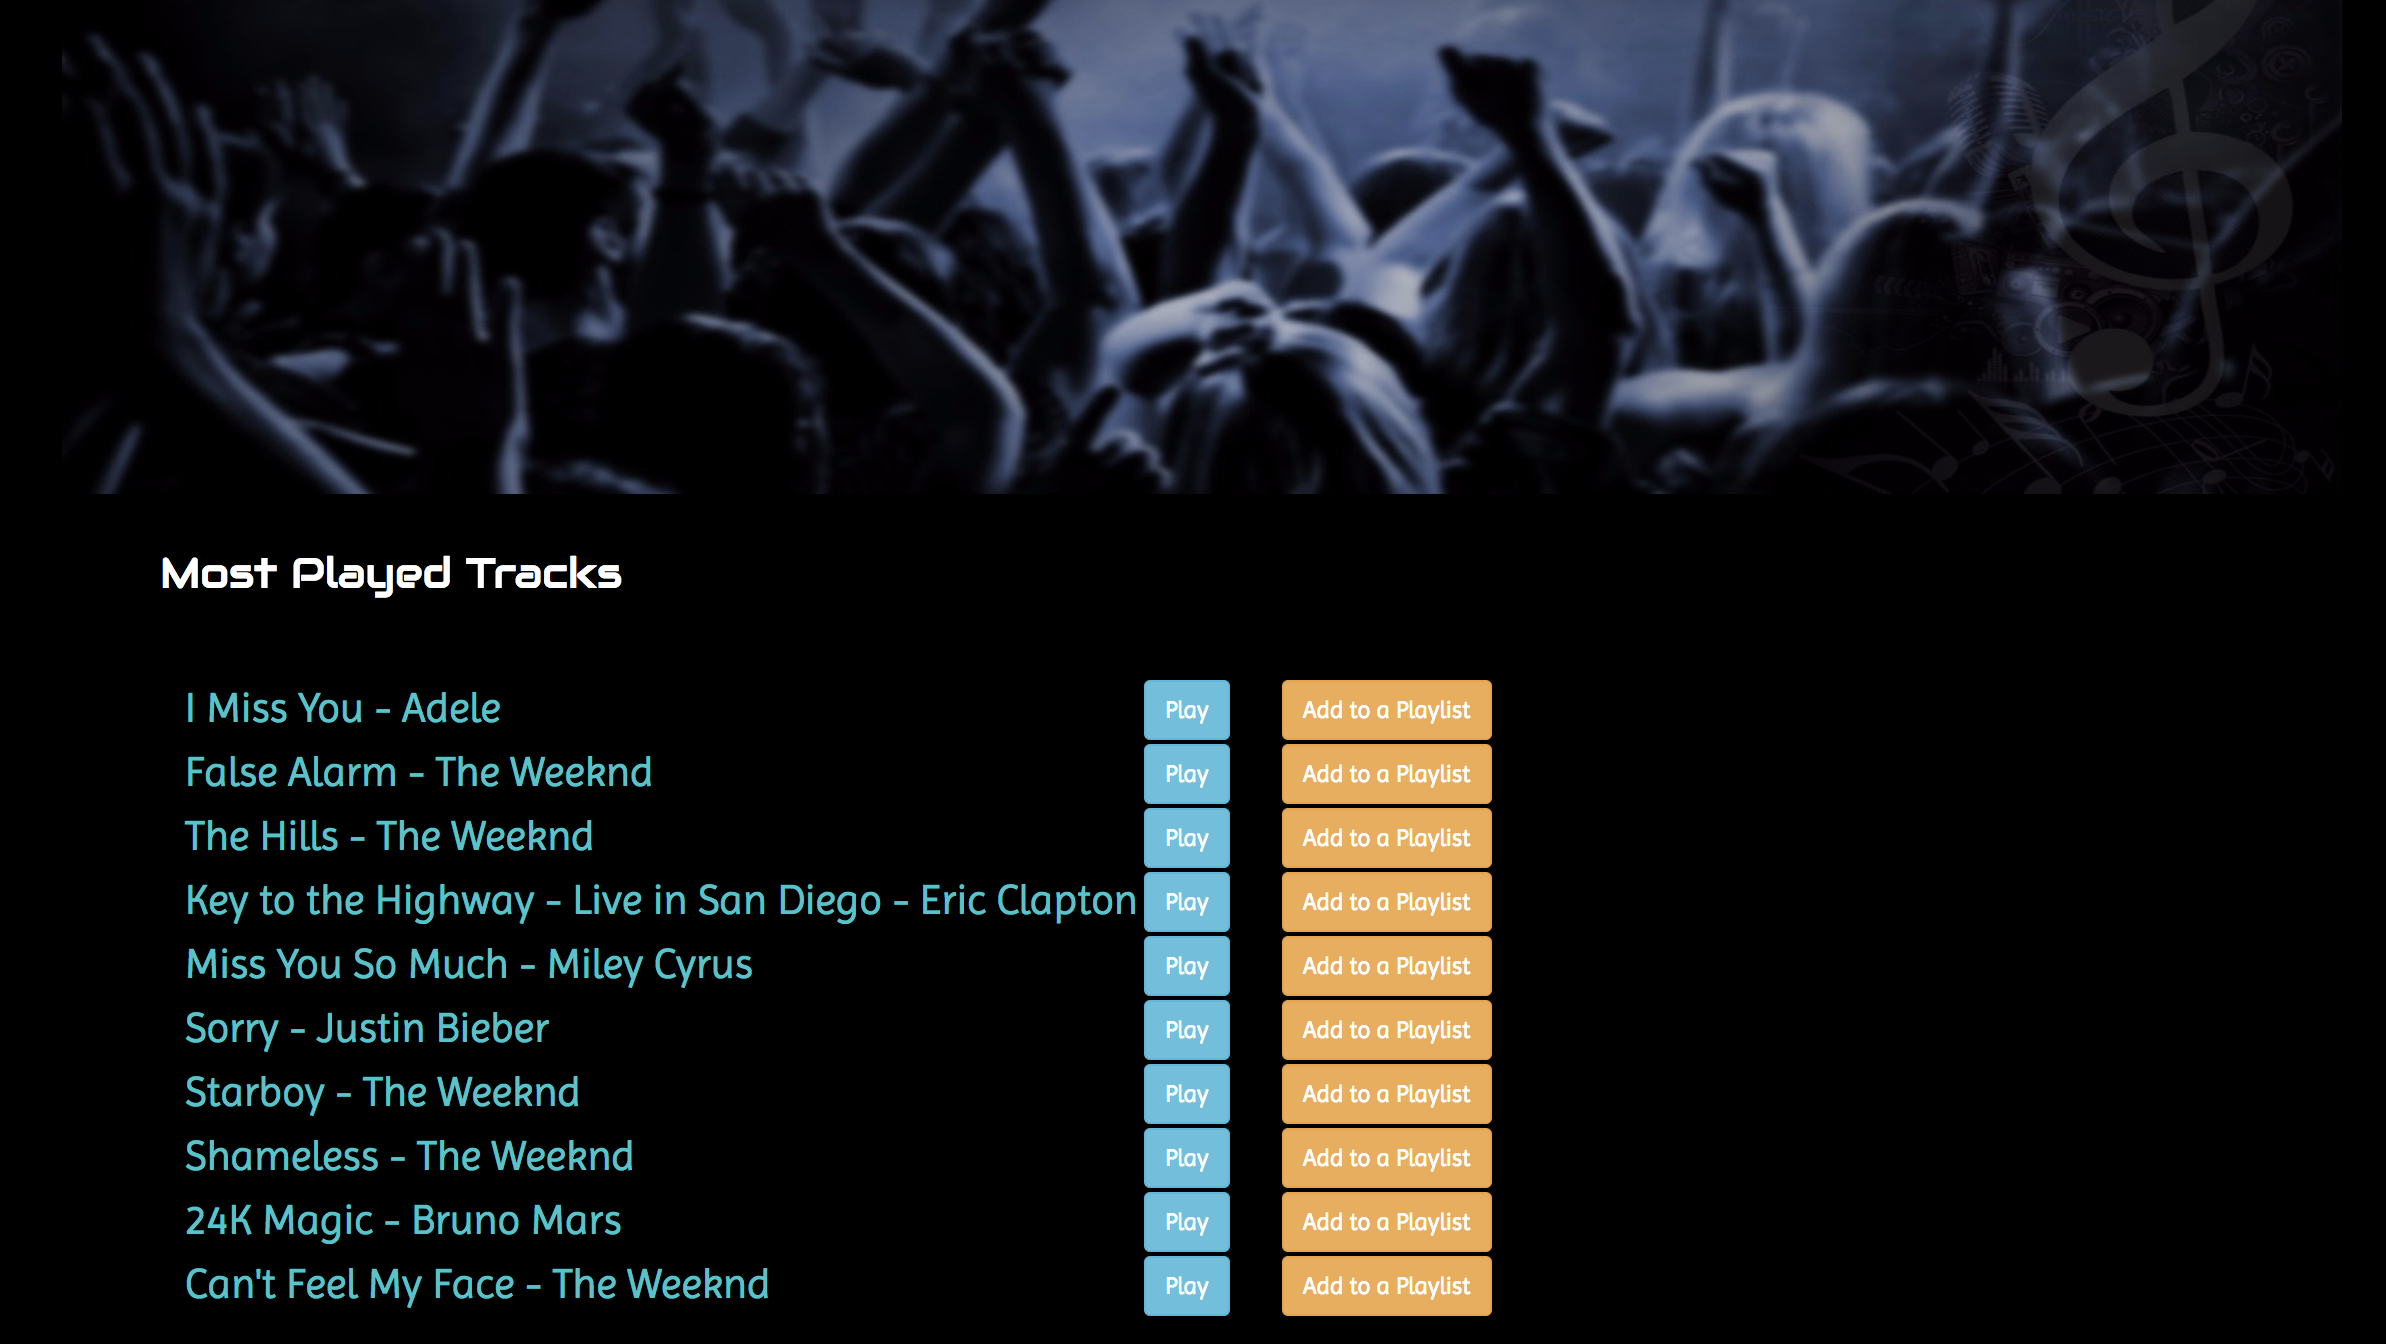 Most Played Tracks
I Miss You - Adele Play Add to a Playlist
False Alarm - The Weeknd Play Add to a Playlist
The Hills - The Weeknd Play Add to a Playlist
Key to the Highway - Live in San Diego - Eric Clapton Play Add to a Playlist
Miss You So Much - Miley Cyrus Play Add to a Playlist
Sorry - Justin Bieber Play Add to a Playlist
Starboy - The Weeknd Play Add to a Playlist
Shameless - The Weeknd Play Add to a Playlist
24K Magic - Bruno Mars Play Add to a Playlist
Can't Feel My Face - The Weeknd Play Add to a Playlist